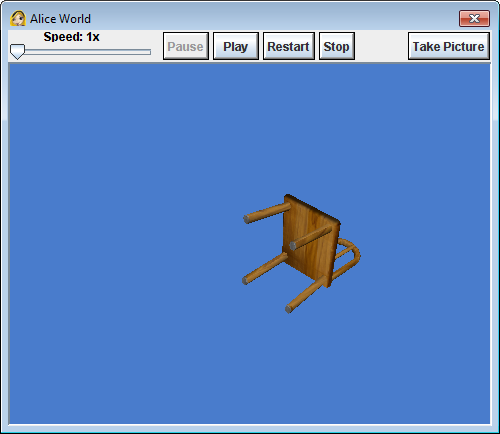 Alice World
Speed: 1x
Pause Play Restart Stop Take Picture